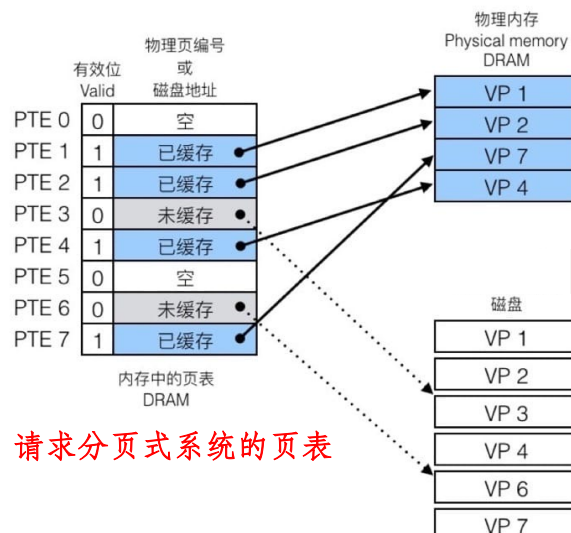 物理页编号
或
磁盘地址
有效位
Valid
PTE 0 0 空
PTE 1 1 已缓存
PTE 2 1 已缓存
PTE 3 0 未缓存
PTE 4 1 已缓存
PTE 5 0 空
PTE 6 0 未缓存
PTE 7 1 已缓存
内存中的页表
DRAM
请求分页式系统的页表
物理内存
Physical memory
DRAM
VP 1
VP 2
VP 7
VP 4
磁盘
VP 1
VP 2
VP 3
VP 4
VP 6
VP 7